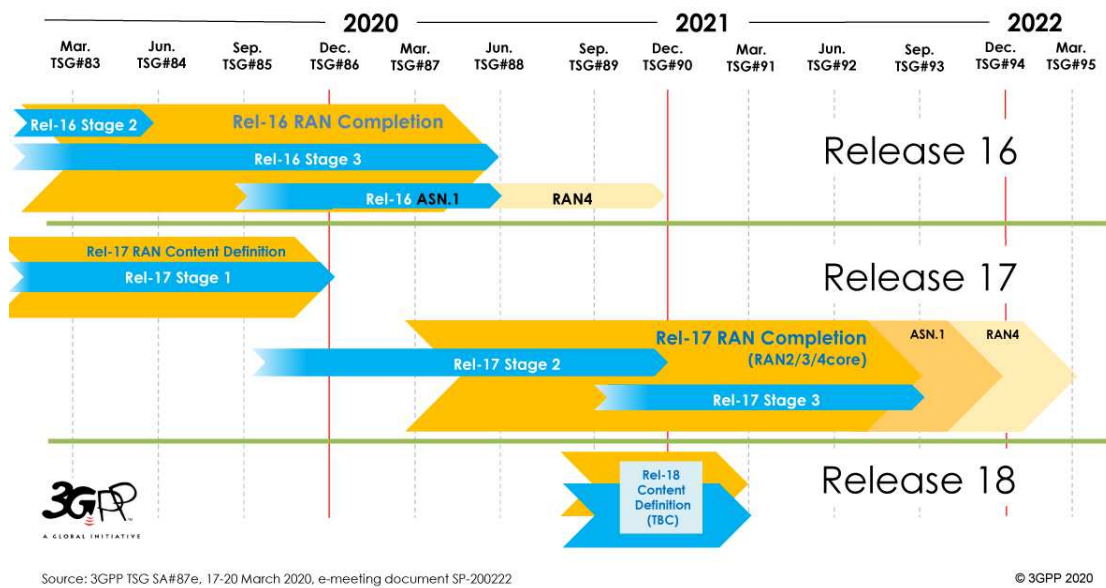 2020 2021 2022
Mar. Jun. Sep. Dec. Mar. Jun. Sep. Dec. Mar. Jun. Sep. Dec. Mar.
TSG#83 TSG#84 TSG#85 TSG#86 TSG#87 TSG#88 TSG#89 TSG#90 TSG#91 TSG#92 TSG#93 TSG#94 TSG#95
Rel-16 Stage 2
Rel-16 RAN Completion
Rel-16 Stage 3
Rel-16 ASN.1
RAN4
Release 16
Rel-17 RAN Content Definition
Rel-17 Stage 1
Release 17
Rel-17 RAN Completion
(RAN2/3/4core)
ASN.1
RAN4
Rel-17 Stage 2
Rel-17 Stage 3
Rel-18
Content
Definition
(TBC)
Release 18
3GPP
TM
A GLOBAL INITIATIVE
Source: 3GPP TSG SA#87e, 17-20 March 2020, e-meeting document SP-200222
© 3GPP 2020